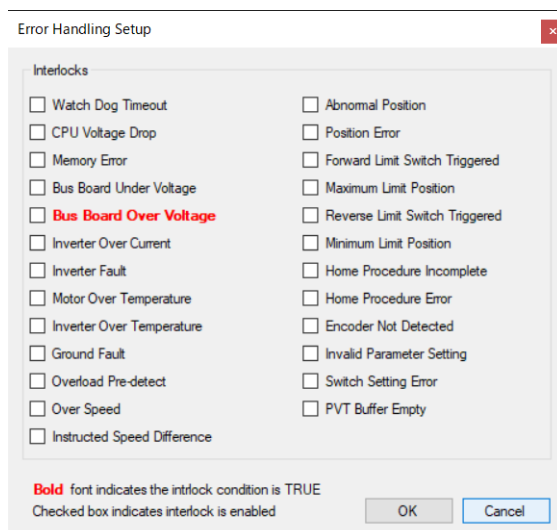 Error Handling Setup
Interlocks
Watch Dog Timeout
CPU Voltage Drop
Memory Error
Bus Board Under Voltage
Bus Board Over Voltage
Inverter Over Current
Inverter Fault
Motor Over Temperature
Inverter Over Temperature
Ground Fault
Overload Pre-detect
Over Speed
Instructed Speed Difference
Abnormal Position
Position Error
Forward Limit Switch Triggered
Maximum Limit Position
Reverse Limit Switch Triggered
Minimum Limit Position
Home Procedure Incomplete
Home Procedure Error
Encoder Not Detected
Invalid Parameter Setting
Switch Setting Error
PVT Buffer Empty
Bold font indicates the intrlock condition is TRUE
Checked box indicates interlock is enabled
OK
Cancel